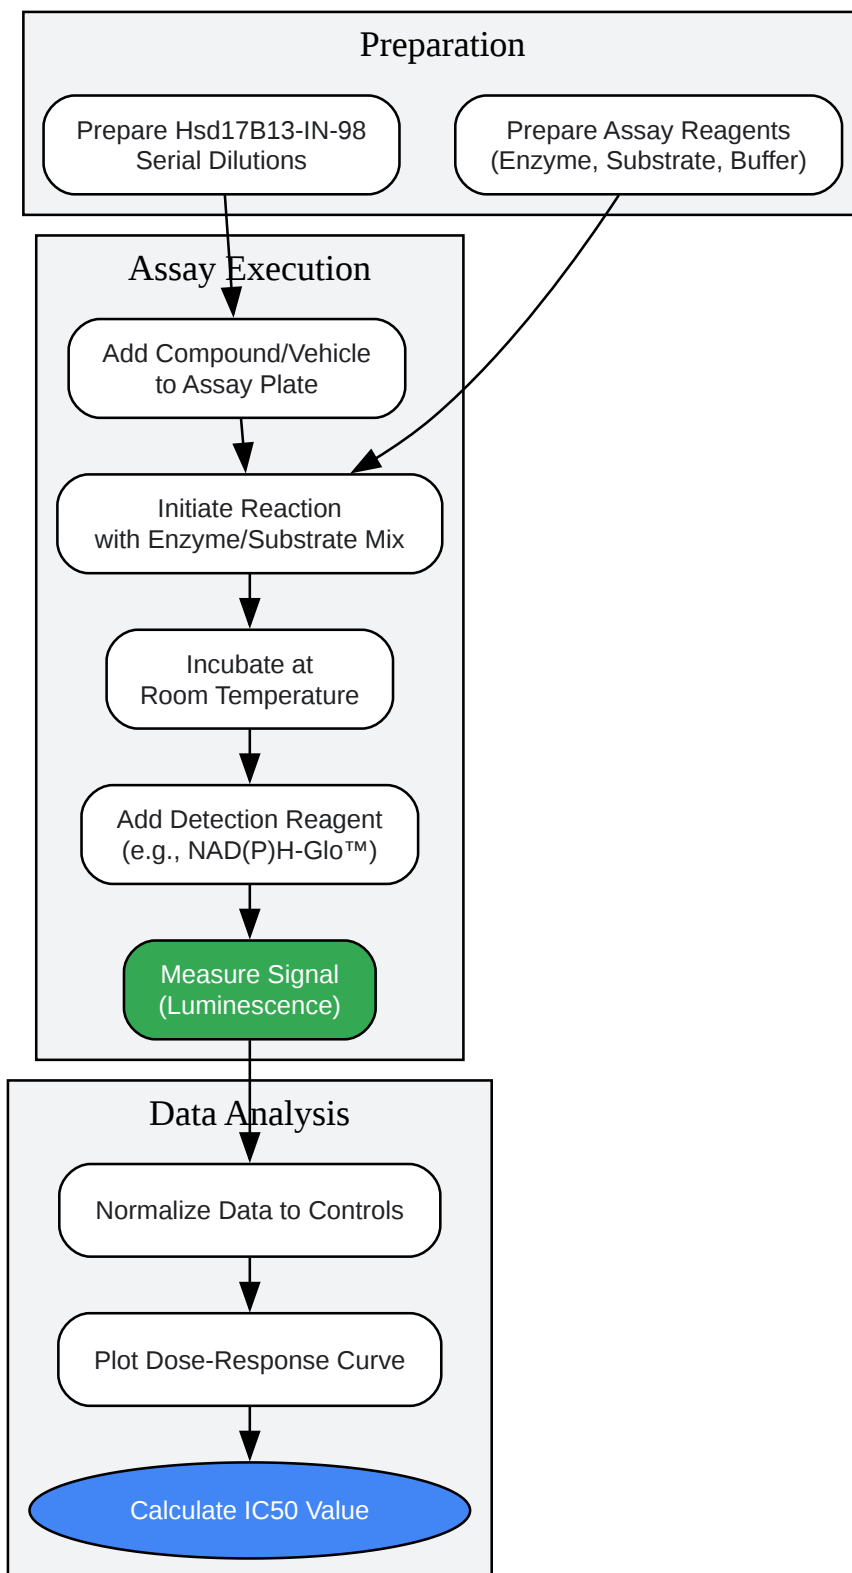 Preparation
Prepare Hsd17B13-IN-98
Serial Dilutions
Prepare Assay Reagents
(Enzyme, Substrate, Buffer)
Assay Execution
Add Compound/Vehicle
to Assay Plate
Initiate Reaction
with Enzyme/Substrate Mix
Incubate at
Room Temperature
Add Detection Reagent
(e.g., NAD(P)H-Glo™)
Measure Signal
(Luminescence)
Data Analysis
Normalize Data to Controls
Plot Dose-Response Curve
Calculate IC50 Value